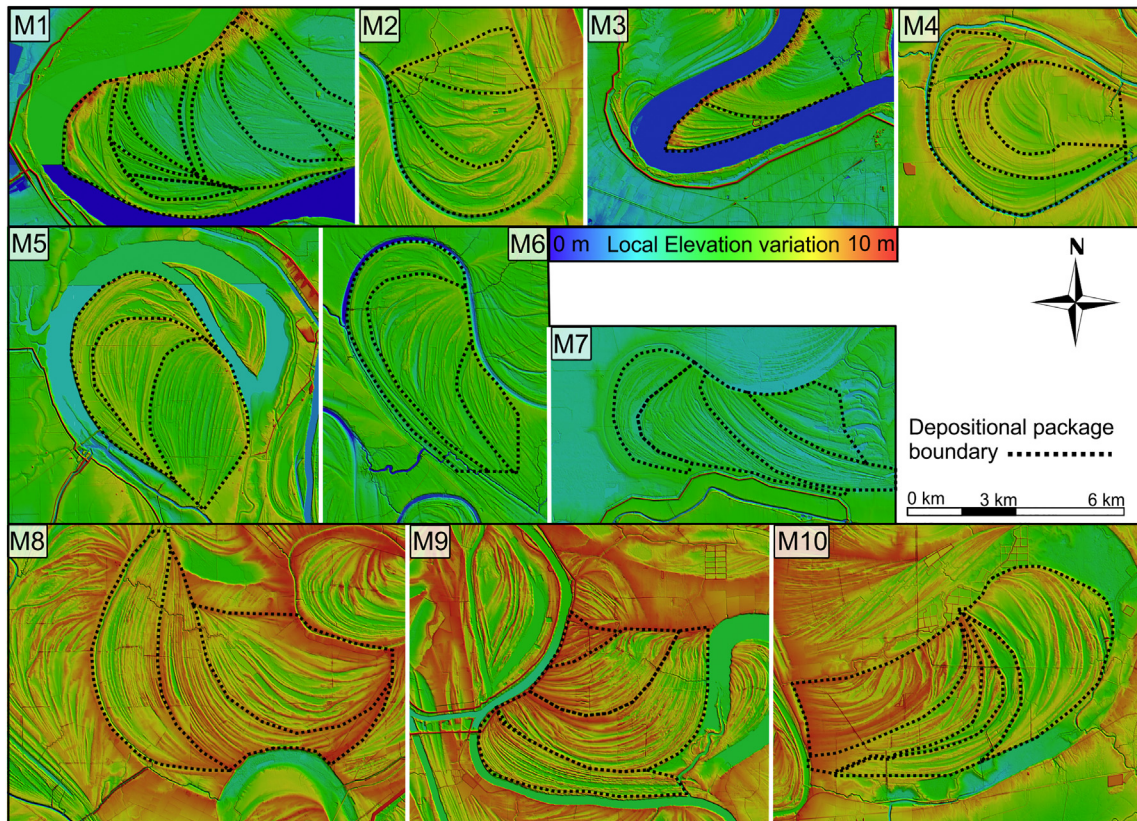 M1
M2
M3
M4
M5
M6
0 m Local Elevation variation 10 m
N
M7
Depositional package
boundary
0 km 3 km 6 km
M8
M9
M10